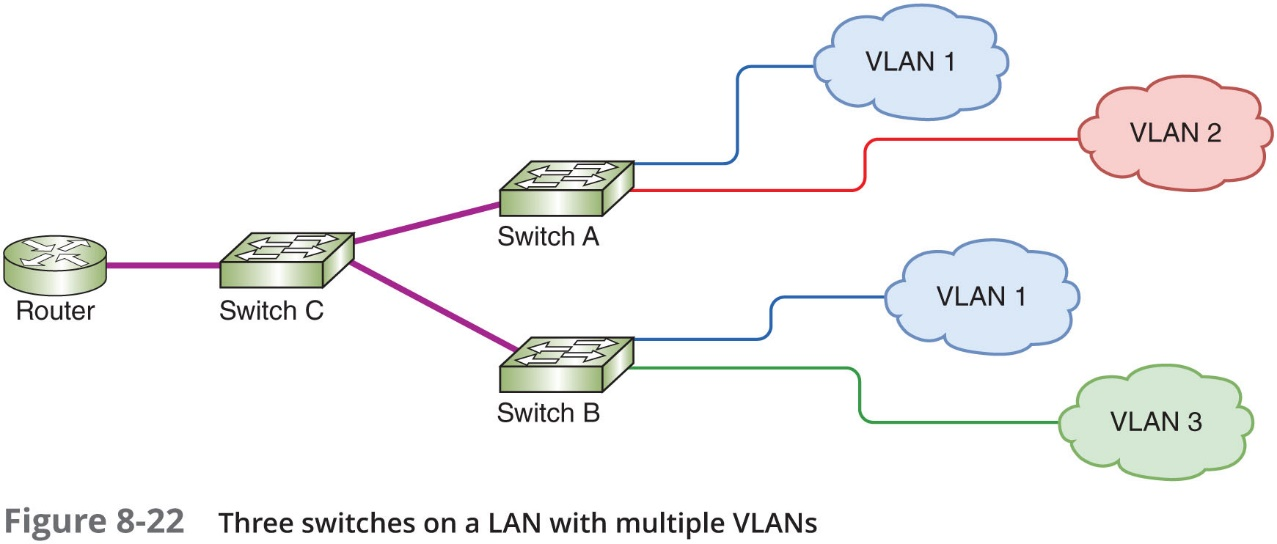 VLAN 1
VLAN 2
Switch A
Router
Switch C
VLAN 1
Switch B
VLAN 3
Figure 8-22 Three switches on a LAN with multiple VLANs